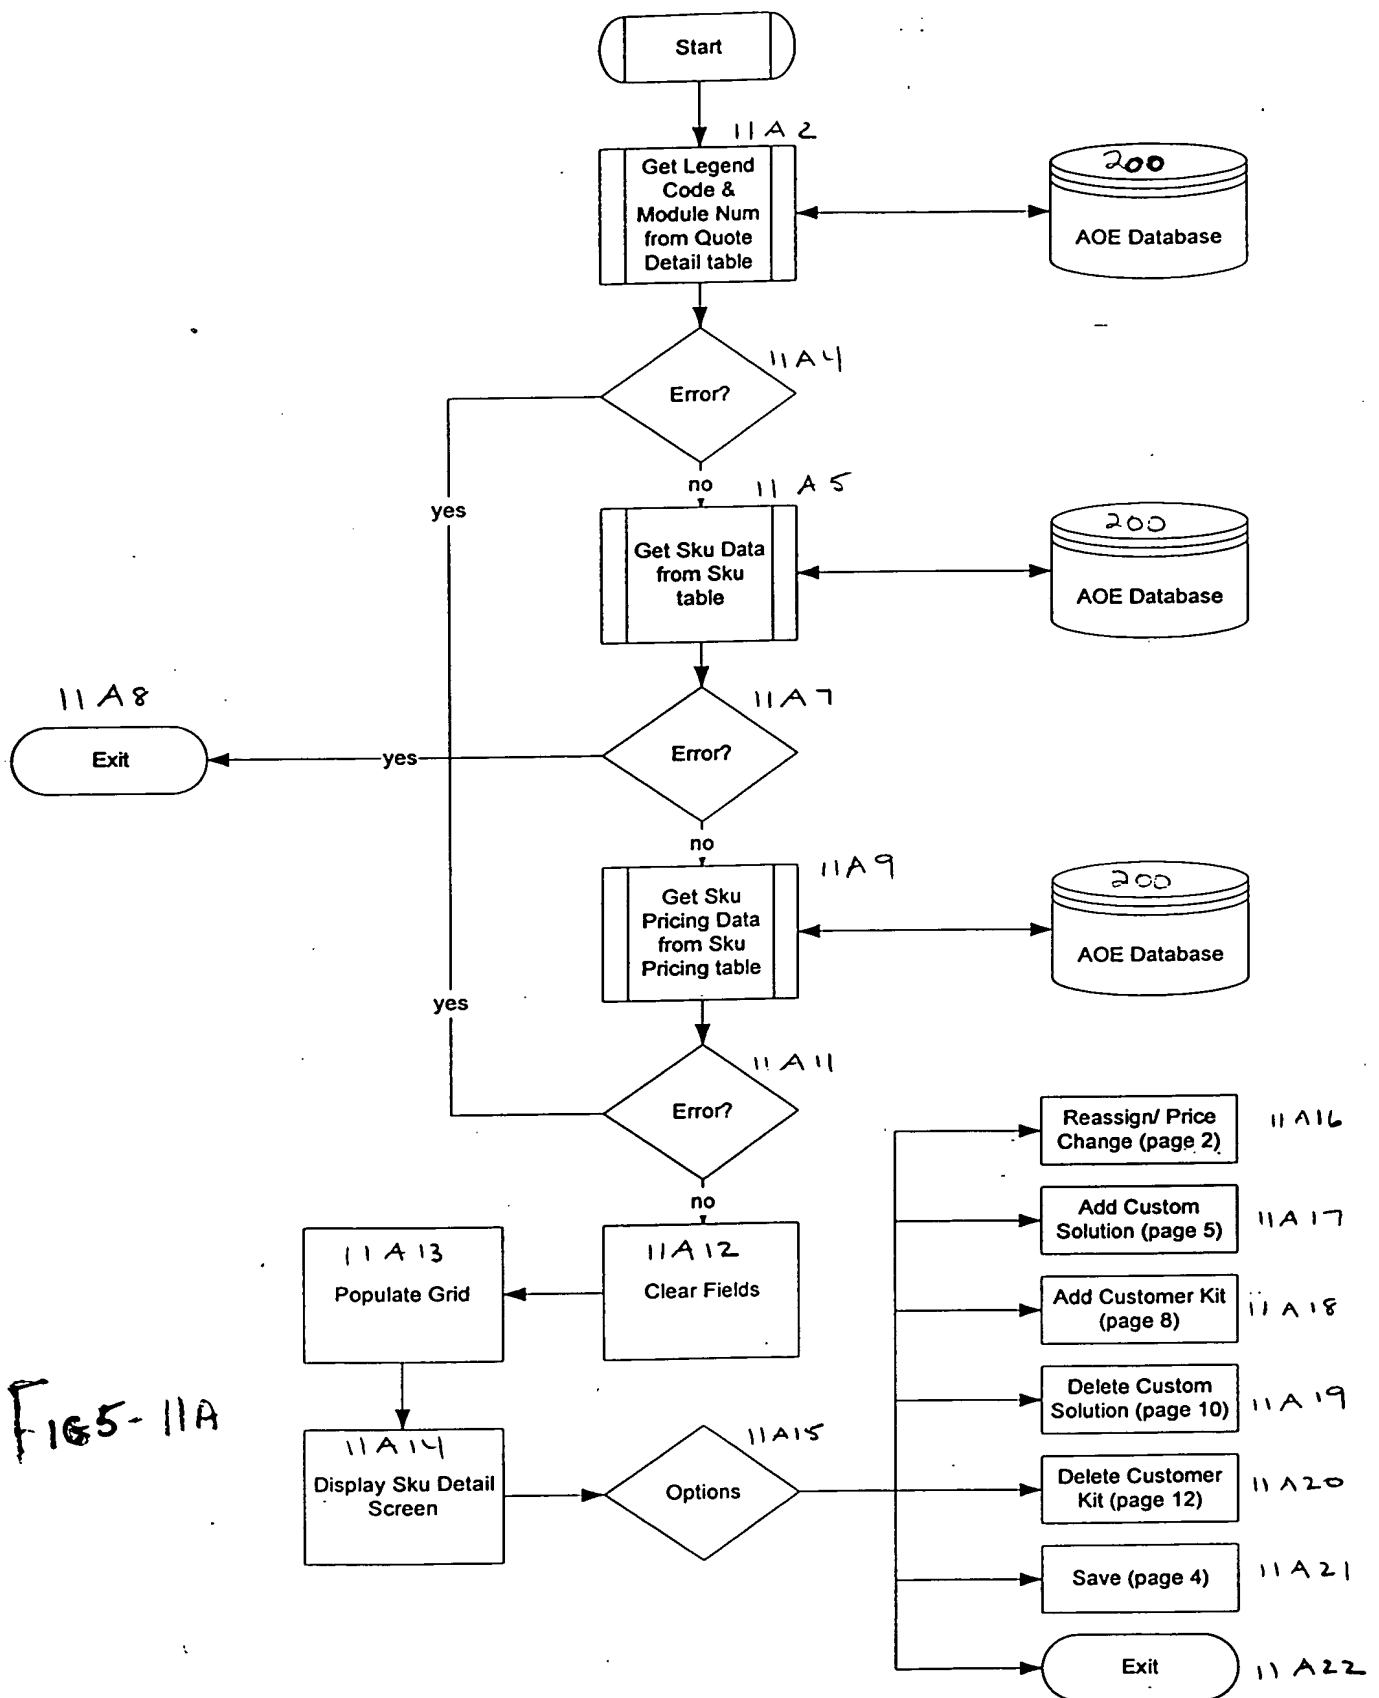 Start
11A2
Get Legend
Code &
Module Num
from Quote
Detail table
200
AOE Database
11A4
Error?
no
yes
11A5
Get Sku Data
from Sku
table
200
AOE Database
11A7
Error?
yes
11A8
Exit
no
11A9
Get Sku
Pricing Data
from Sku
Pricing table
200
AOE Database
yes
11A11
Error?
no
11A12
Clear Fields
11A13
Populate Grid
11A14
Display Sku Detail
Screen
11A15
Options
Reassign/ Price
Change (page 2)
11A16
Add Custom
Solution (page 5)
11A17
Add Customer Kit
(page 8)
11A18
Delete Custom
Solution (page 10)
11A19
Delete Customer
Kit (page 12)
11A20
Save (page 4)
11A21
Exit
11A22
FIG5-11A